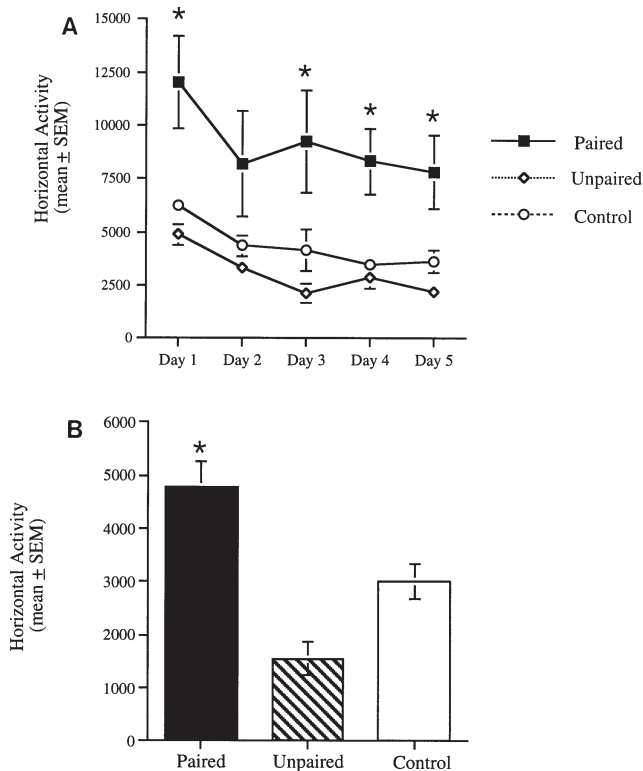 A
Horizontal Activity
(mean ± SEM)
15000
12500
10000
7500
5000
2500
0
*
*
*
*
Day 1
Day 2
Day 3
Day 4
Day 5
Paired
Unpaired
Control
B
Horizontal Activity
(mean ± SEM)
6000
5000
4000
3000
2000
1000
0
*
Paired
Unpaired
Control